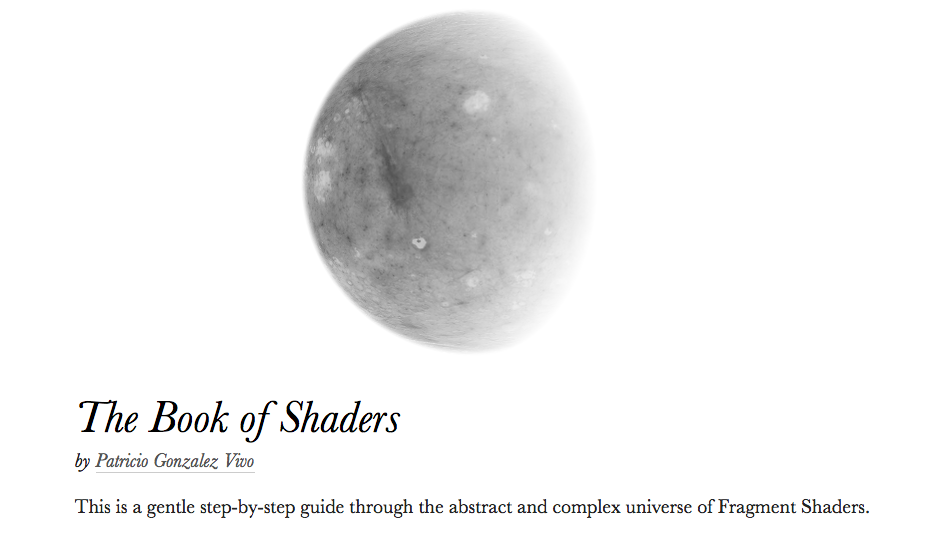 The Book of Shaders
by Patricio Gonzalez Vivo
This is a gentle step-by-step guide through the abstract and complex universe of Fragment Shaders.